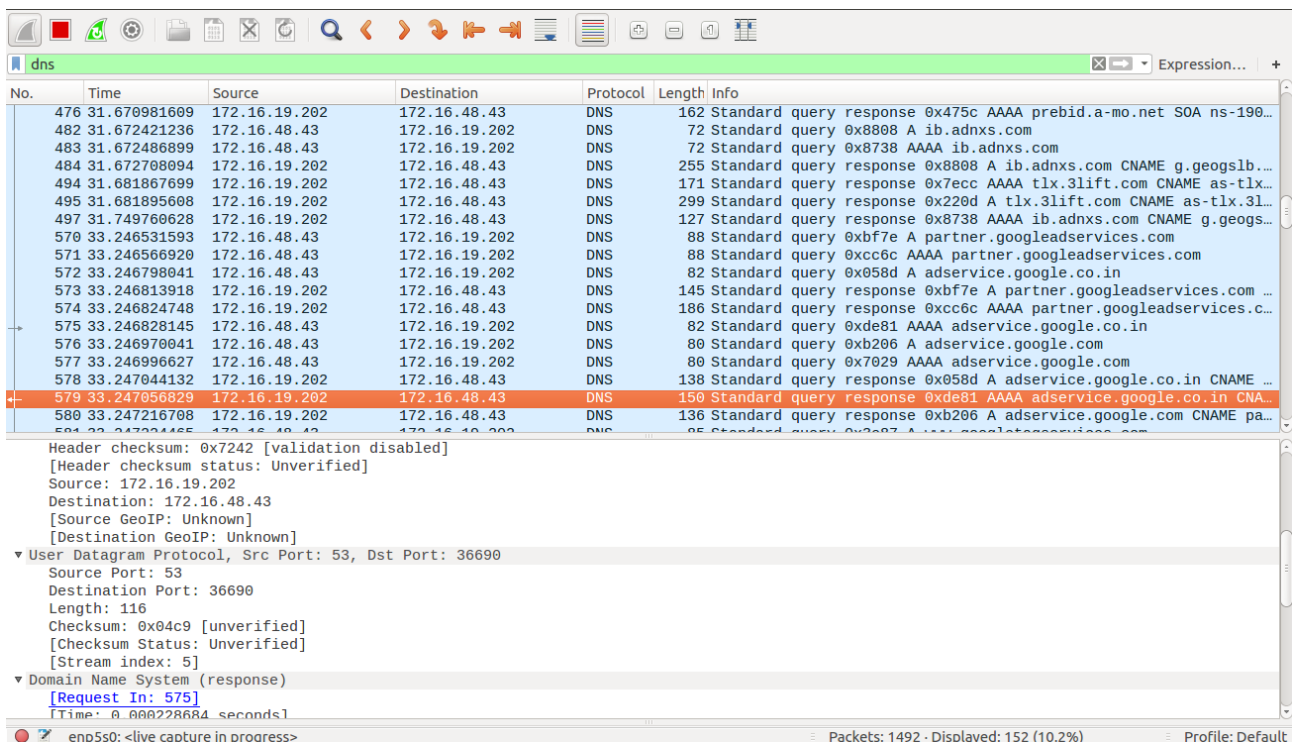 dns Expression... +
No. Time Source Destination Protocol Length Info
476 31.670981609 172.16.19.202 172.16.48.43 DNS 162 Standard query response 0x475c AAAA prebid.a-mo.net SOA ns-190…
482 31.672421236 172.16.48.43 172.16.19.202 DNS 72 Standard query 0x8808 A ib.adnxs.com
483 31.672486899 172.16.48.43 172.16.19.202 DNS 72 Standard query 0x8738 AAAA ib.adnxs.com
484 31.672708094 172.16.19.202 172.16.48.43 DNS 255 Standard query response 0x8808 A ib.adnxs.com CNAME g.geogslb.…
494 31.681867699 172.16.19.202 172.16.48.43 DNS 171 Standard query response 0x7ecc AAAA tlx.3lift.com CNAME as-tlx…
495 31.681895608 172.16.19.202 172.16.48.43 DNS 299 Standard query response 0x220d A tlx.3lift.com CNAME as-tlx.3l…
497 31.749760628 172.16.19.202 172.16.48.43 DNS 127 Standard query response 0x8738 AAAA ib.adnxs.com CNAME g.geogs…
570 33.246531593 172.16.48.43 172.16.19.202 DNS 88 Standard query 0xbf7e A partner.googleadservices.com
571 33.246566920 172.16.48.43 172.16.19.202 DNS 88 Standard query 0xcc6c AAAA partner.googleadservices.com
572 33.246798041 172.16.48.43 172.16.19.202 DNS 82 Standard query 0x058d A adservice.google.co.in
573 33.246813918 172.16.19.202 172.16.48.43 DNS 145 Standard query response 0xbf7e A partner.googleadservices.com …
574 33.246824748 172.16.19.202 172.16.48.43 DNS 186 Standard query response 0xcc6c AAAA partner.googleadservices.c…
575 33.246828145 172.16.48.43 172.16.19.202 DNS 82 Standard query 0xde81 AAAA adservice.google.co.in
576 33.246970041 172.16.48.43 172.16.19.202 DNS 80 Standard query 0xb206 A adservice.google.com
577 33.246996627 172.16.48.43 172.16.19.202 DNS 80 Standard query 0x7029 AAAA adservice.google.com
578 33.247044132 172.16.19.202 172.16.48.43 DNS 138 Standard query response 0x058d A adservice.google.co.in CNAME …
579 33.247056829 172.16.19.202 172.16.48.43 DNS 150 Standard query response 0xde81 AAAA adservice.google.co.in CNA…
580 33.247216708 172.16.19.202 172.16.48.43 DNS 136 Standard query response 0xb206 A adservice.google.com CNAME pa…
Header checksum: 0x7242 [validation disabled]
[Header checksum status: Unverified]
Source: 172.16.19.202
Destination: 172.16.48.43
[Source GeoIP: Unknown]
[Destination GeoIP: Unknown]
User Datagram Protocol, Src Port: 53, Dst Port: 36690
Source Port: 53
Destination Port: 36690
Length: 116
Checksum: 0x04c9 [unverified]
[Checksum Status: Unverified]
[Stream index: 5]
Domain Name System (response)
[Request In: 575]
[Time: 0.000228684 seconds]
enp5s0: <live capture in progress> Packets: 1492 · Displayed: 152 (10.2%) Profile: Default